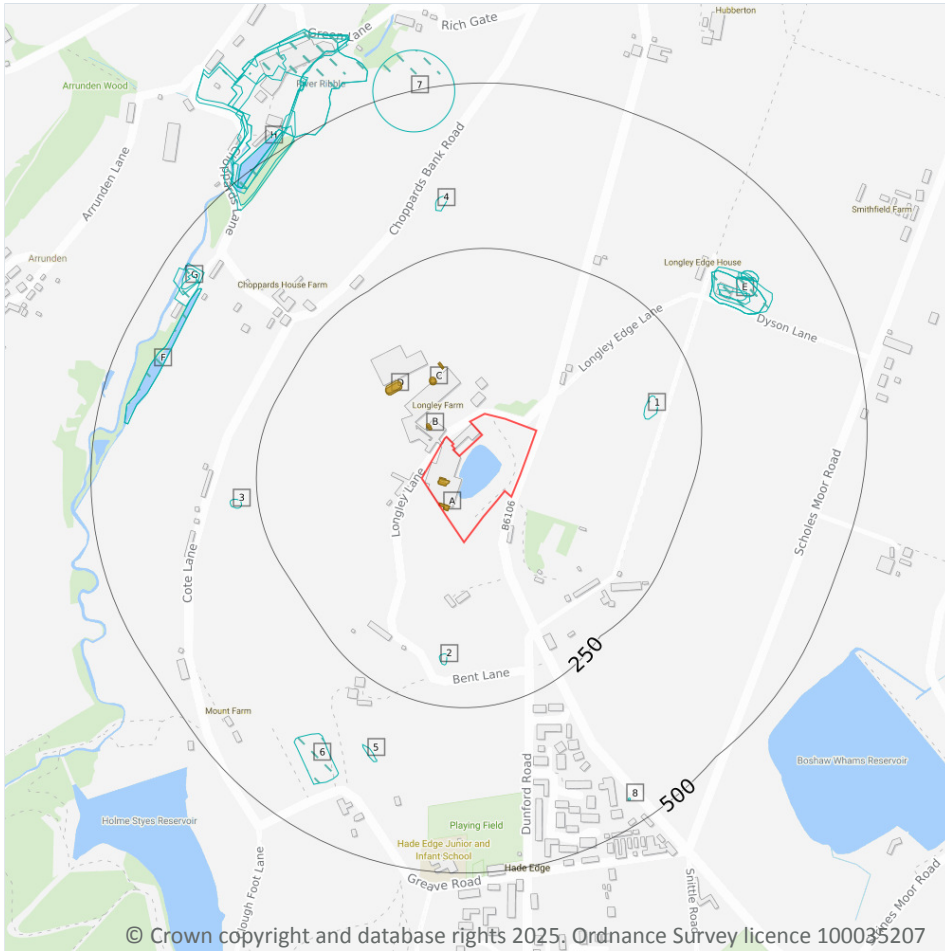 Hubberton
Rich Gate
Green Lane
Arrunden Wood
River Ribble
7
H
Choppards Bank Road
Arrunden Lane
4
Smithfield Farm
Arrunden
Longley Edge House
G
Choppards House Farm
E
Dyson Lane
Longley Edge Lane
F
C
D
Longley Farm
1
B
Longley Lane
3
A
B6106
Scholes Moor Road
Cote Lane
2
250
Bent Lane
Mount Farm
5
6
Boshaw Whams Reservoir
8
500
Holme Styes Reservoir
Dunford Road
Playing Field
Hade Edge Junior and
Infant School
Hade Edge
Greave Road
Snittle Road
© Crown copyright and database rights 2025. Ordnance Survey licence 100035207